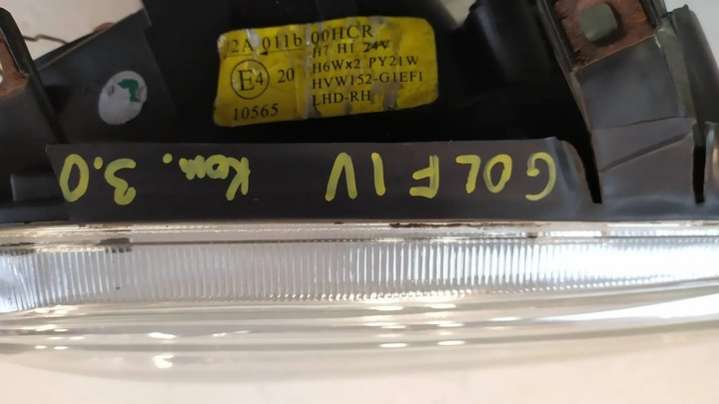 2A 011b 00HCR
H7 H1 24V
E4 20 H6Wx2 PY21W
HVW152-G1EF1
10565 LHD-RH
GOLF IV Ком. 3.0